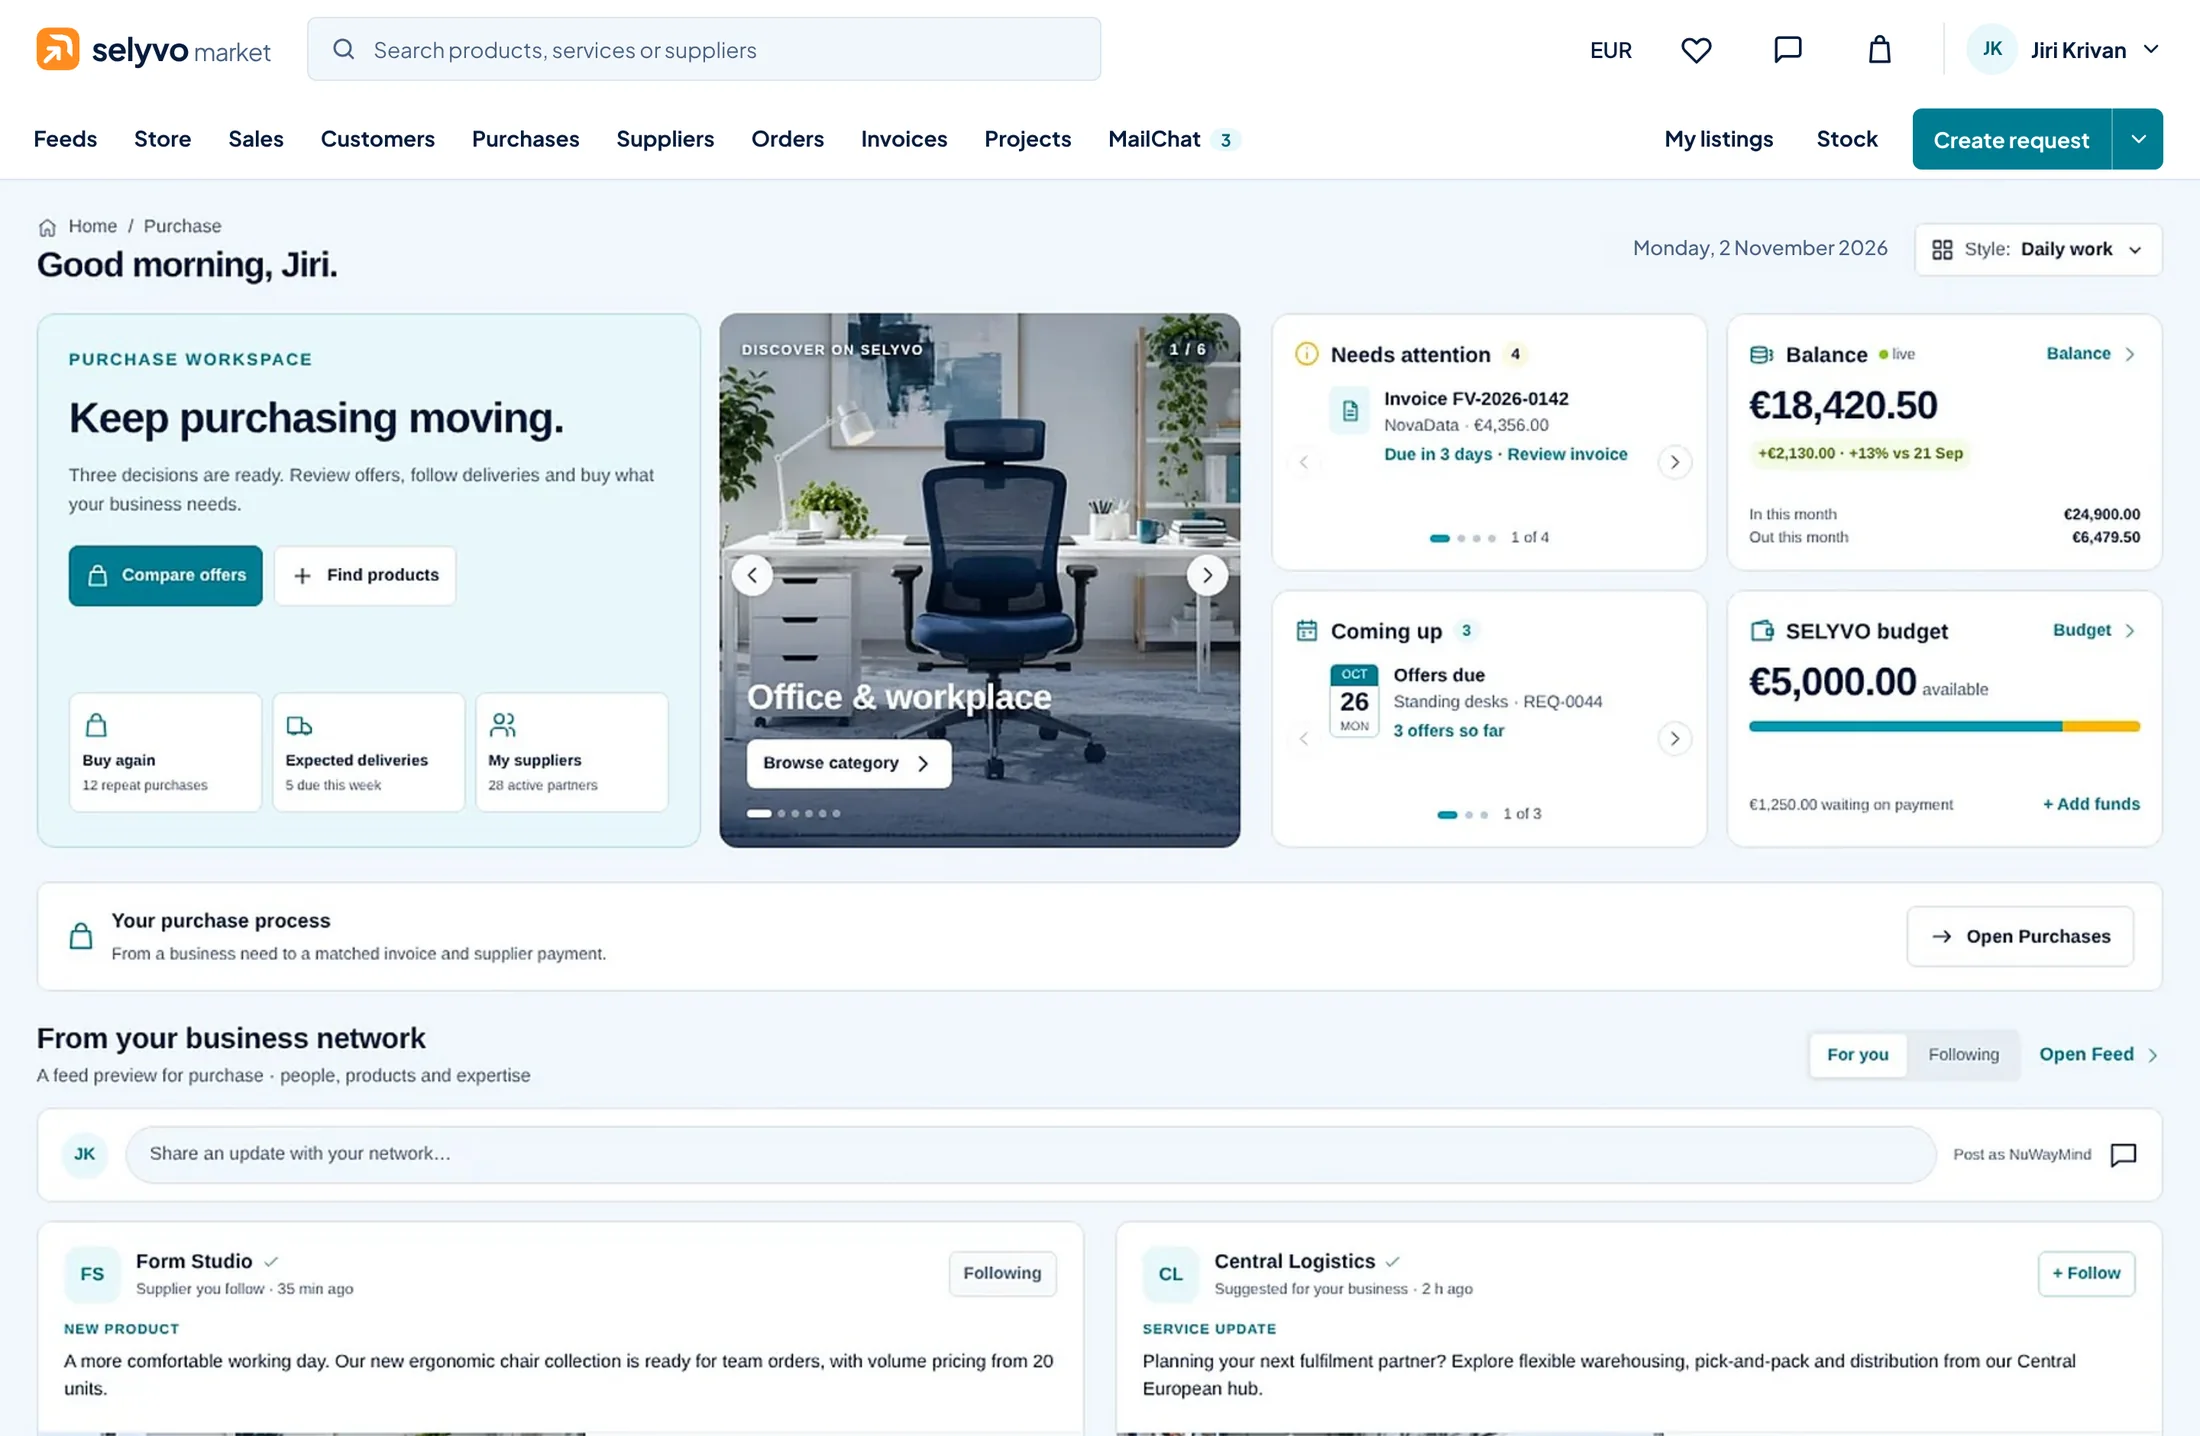 selyvo market
Search products, services or suppliers
EUR
JK
Jiri Krivan
Feeds
Store
Sales
Customers
Purchases
Suppliers
Orders
Invoices
Projects
MailChat 3
My listings
Stock
Create request
Home / Purchase
Good morning, Jiri.
Monday, 2 November 2026
Style: Daily work
PURCHASE WORKSPACE
Keep purchasing moving.
Three decisions are ready. Review offers, follow deliveries and buy what
your business needs.
Compare offers
Find products
Buy again
12 repeat purchases
Expected deliveries
5 due this week
My suppliers
28 active partners
DISCOVER ON SELYVO
1 / 6
Office & workplace
Browse category
Needs attention 4
Invoice FV-2026-0142
NovaData · €4,356.00
Due in 3 days · Review invoice
1 of 4
Balance live
Balance
€18,420.50
+€2,130.00 · +13% vs 21 Sep
In this month €24,900.00
Out this month €6,479.50
Coming up 3
OCT
26
MON
Offers due
Standing desks · REQ-0044
3 offers so far
1 of 3
SELYVO budget
Budget
€5,000.00 available
€1,250.00 waiting on payment
+ Add funds
Your purchase process
From a business need to a matched invoice and supplier payment.
Open Purchases
From your business network
A feed preview for purchase · people, products and expertise
For you
Following
Open Feed
JK
Share an update with your network…
Post as NuWayMind
FS
Form Studio
Supplier you follow · 35 min ago
Following
NEW PRODUCT
A more comfortable working day. Our new ergonomic chair collection is ready for team orders, with volume pricing from 20
units.
CL
Central Logistics
Suggested for your business · 2 h ago
+ Follow
SERVICE UPDATE
Planning your next fulfilment partner? Explore flexible warehousing, pick-and-pack and distribution from our Central
European hub.